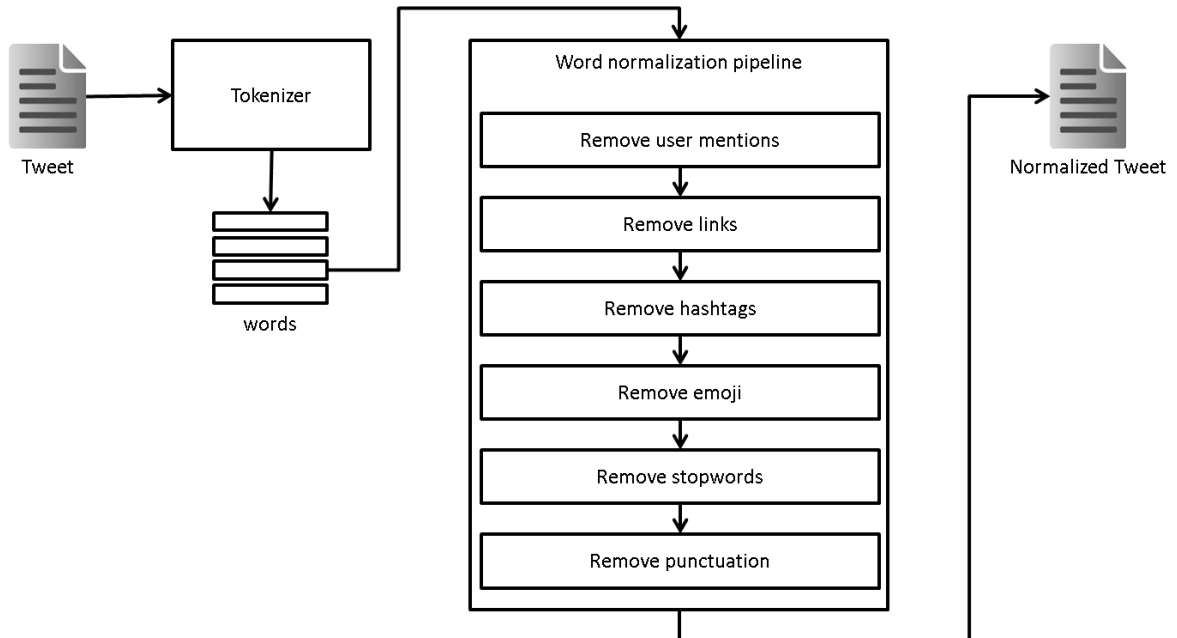 Tweet
Tokenizer
words
Word normalization pipeline
Remove user mentions
Remove links
Remove hashtags
Remove emoji
Remove stopwords
Remove punctuation
Normalized Tweet